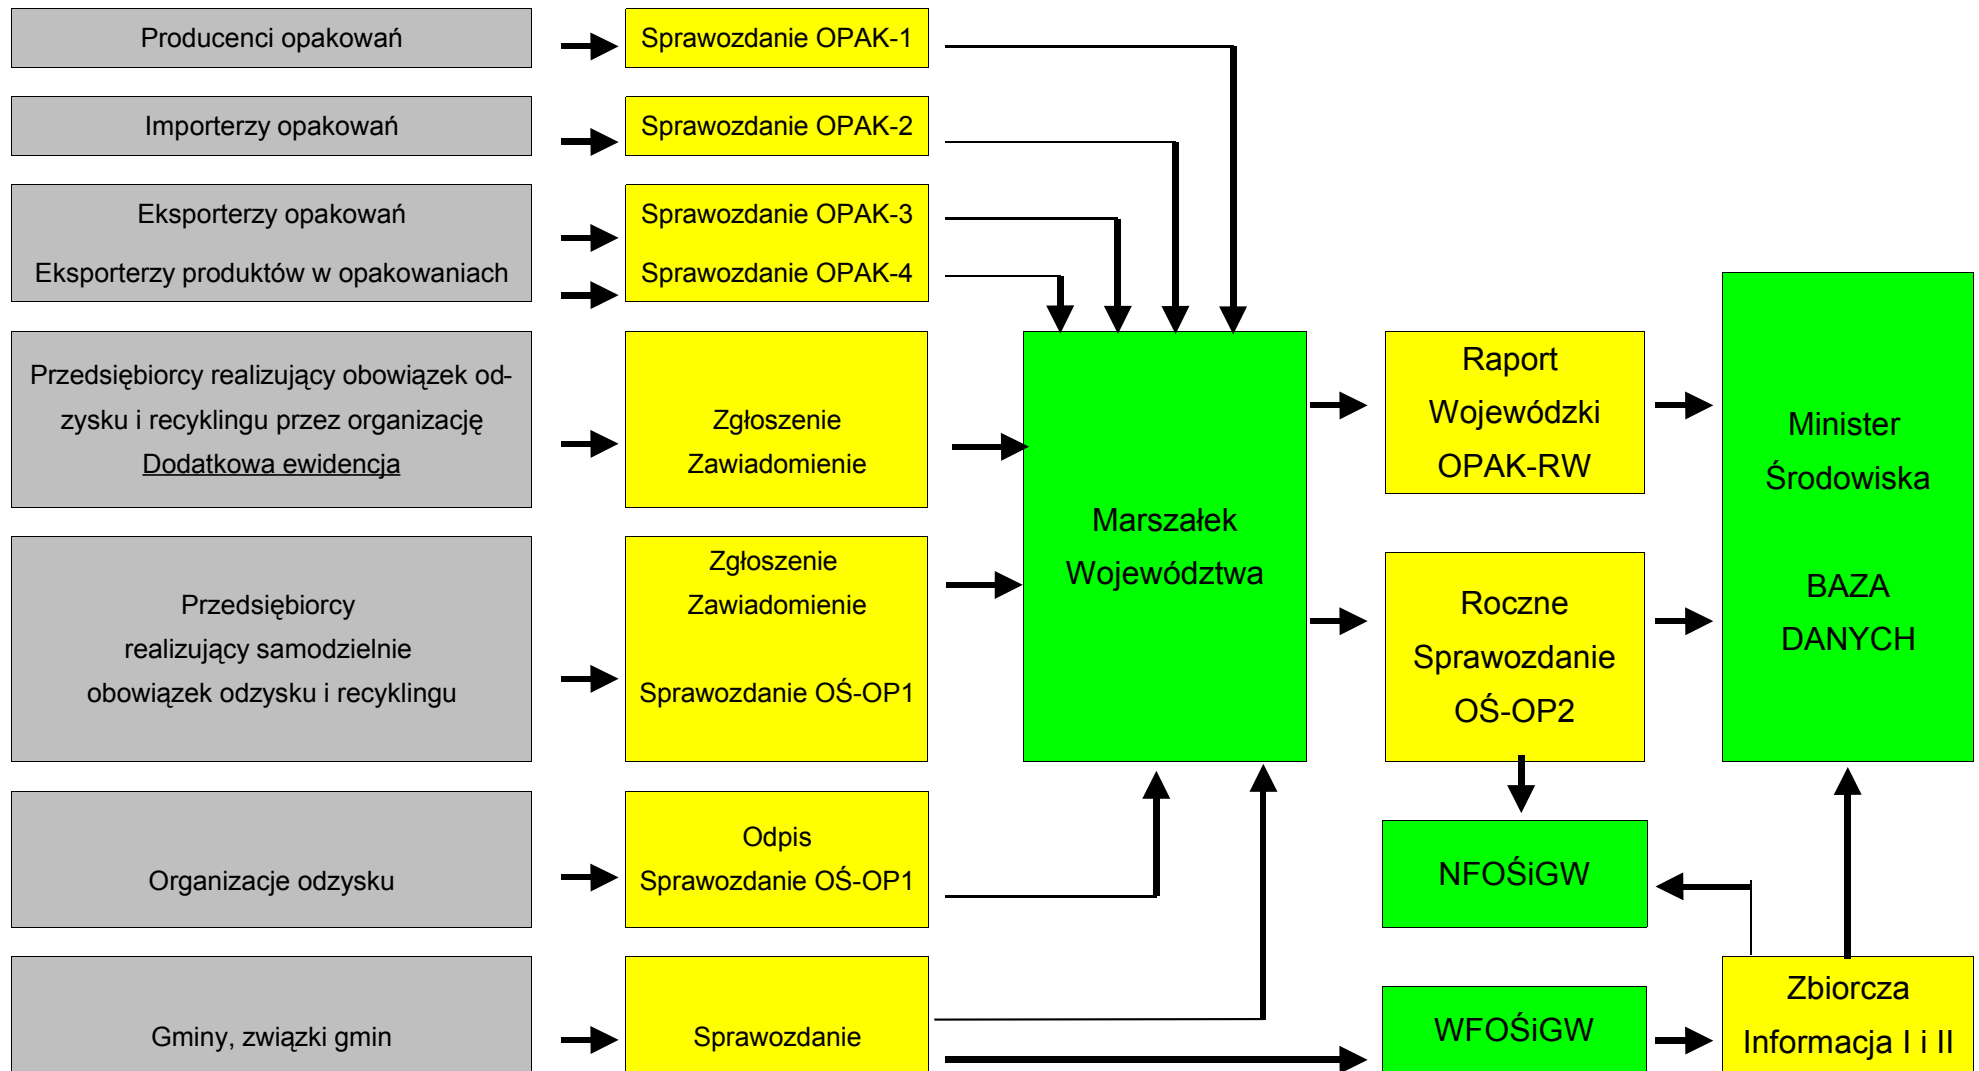 Producenci opakowań
Sprawozdanie OPAK-1
Importerzy opakowań
Sprawozdanie OPAK-2
Eksporterzy opakowań
Eksporterzy produktów w opakowaniach
Sprawozdanie OPAK-3
Sprawozdanie OPAK-4
Przedsiębiorcy realizujący obowiązek od-
zysku i recyklingu przez organizację
Dodatkowa ewidencja
Zgłoszenie
Zawiadomienie
Przedsiębiorcy
realizujący samodzielnie
obowiązek odzysku i recyklingu
Zgłoszenie
Zawiadomienie
Sprawozdanie OŚ-OP1
Organizacje odzysku
Odpis
Sprawozdanie OŚ-OP1
Gminy, związki gmin
Sprawozdanie
Marszałek
Województwa
Raport
Wojewódzki
OPAK-RW
Roczne
Sprawozdanie
OŚ-OP2
NFOŚiGW
WFOŚiGW
Minister
Środowiska
BAZA
DANYCH
Zbiorcza
Informacja I i II